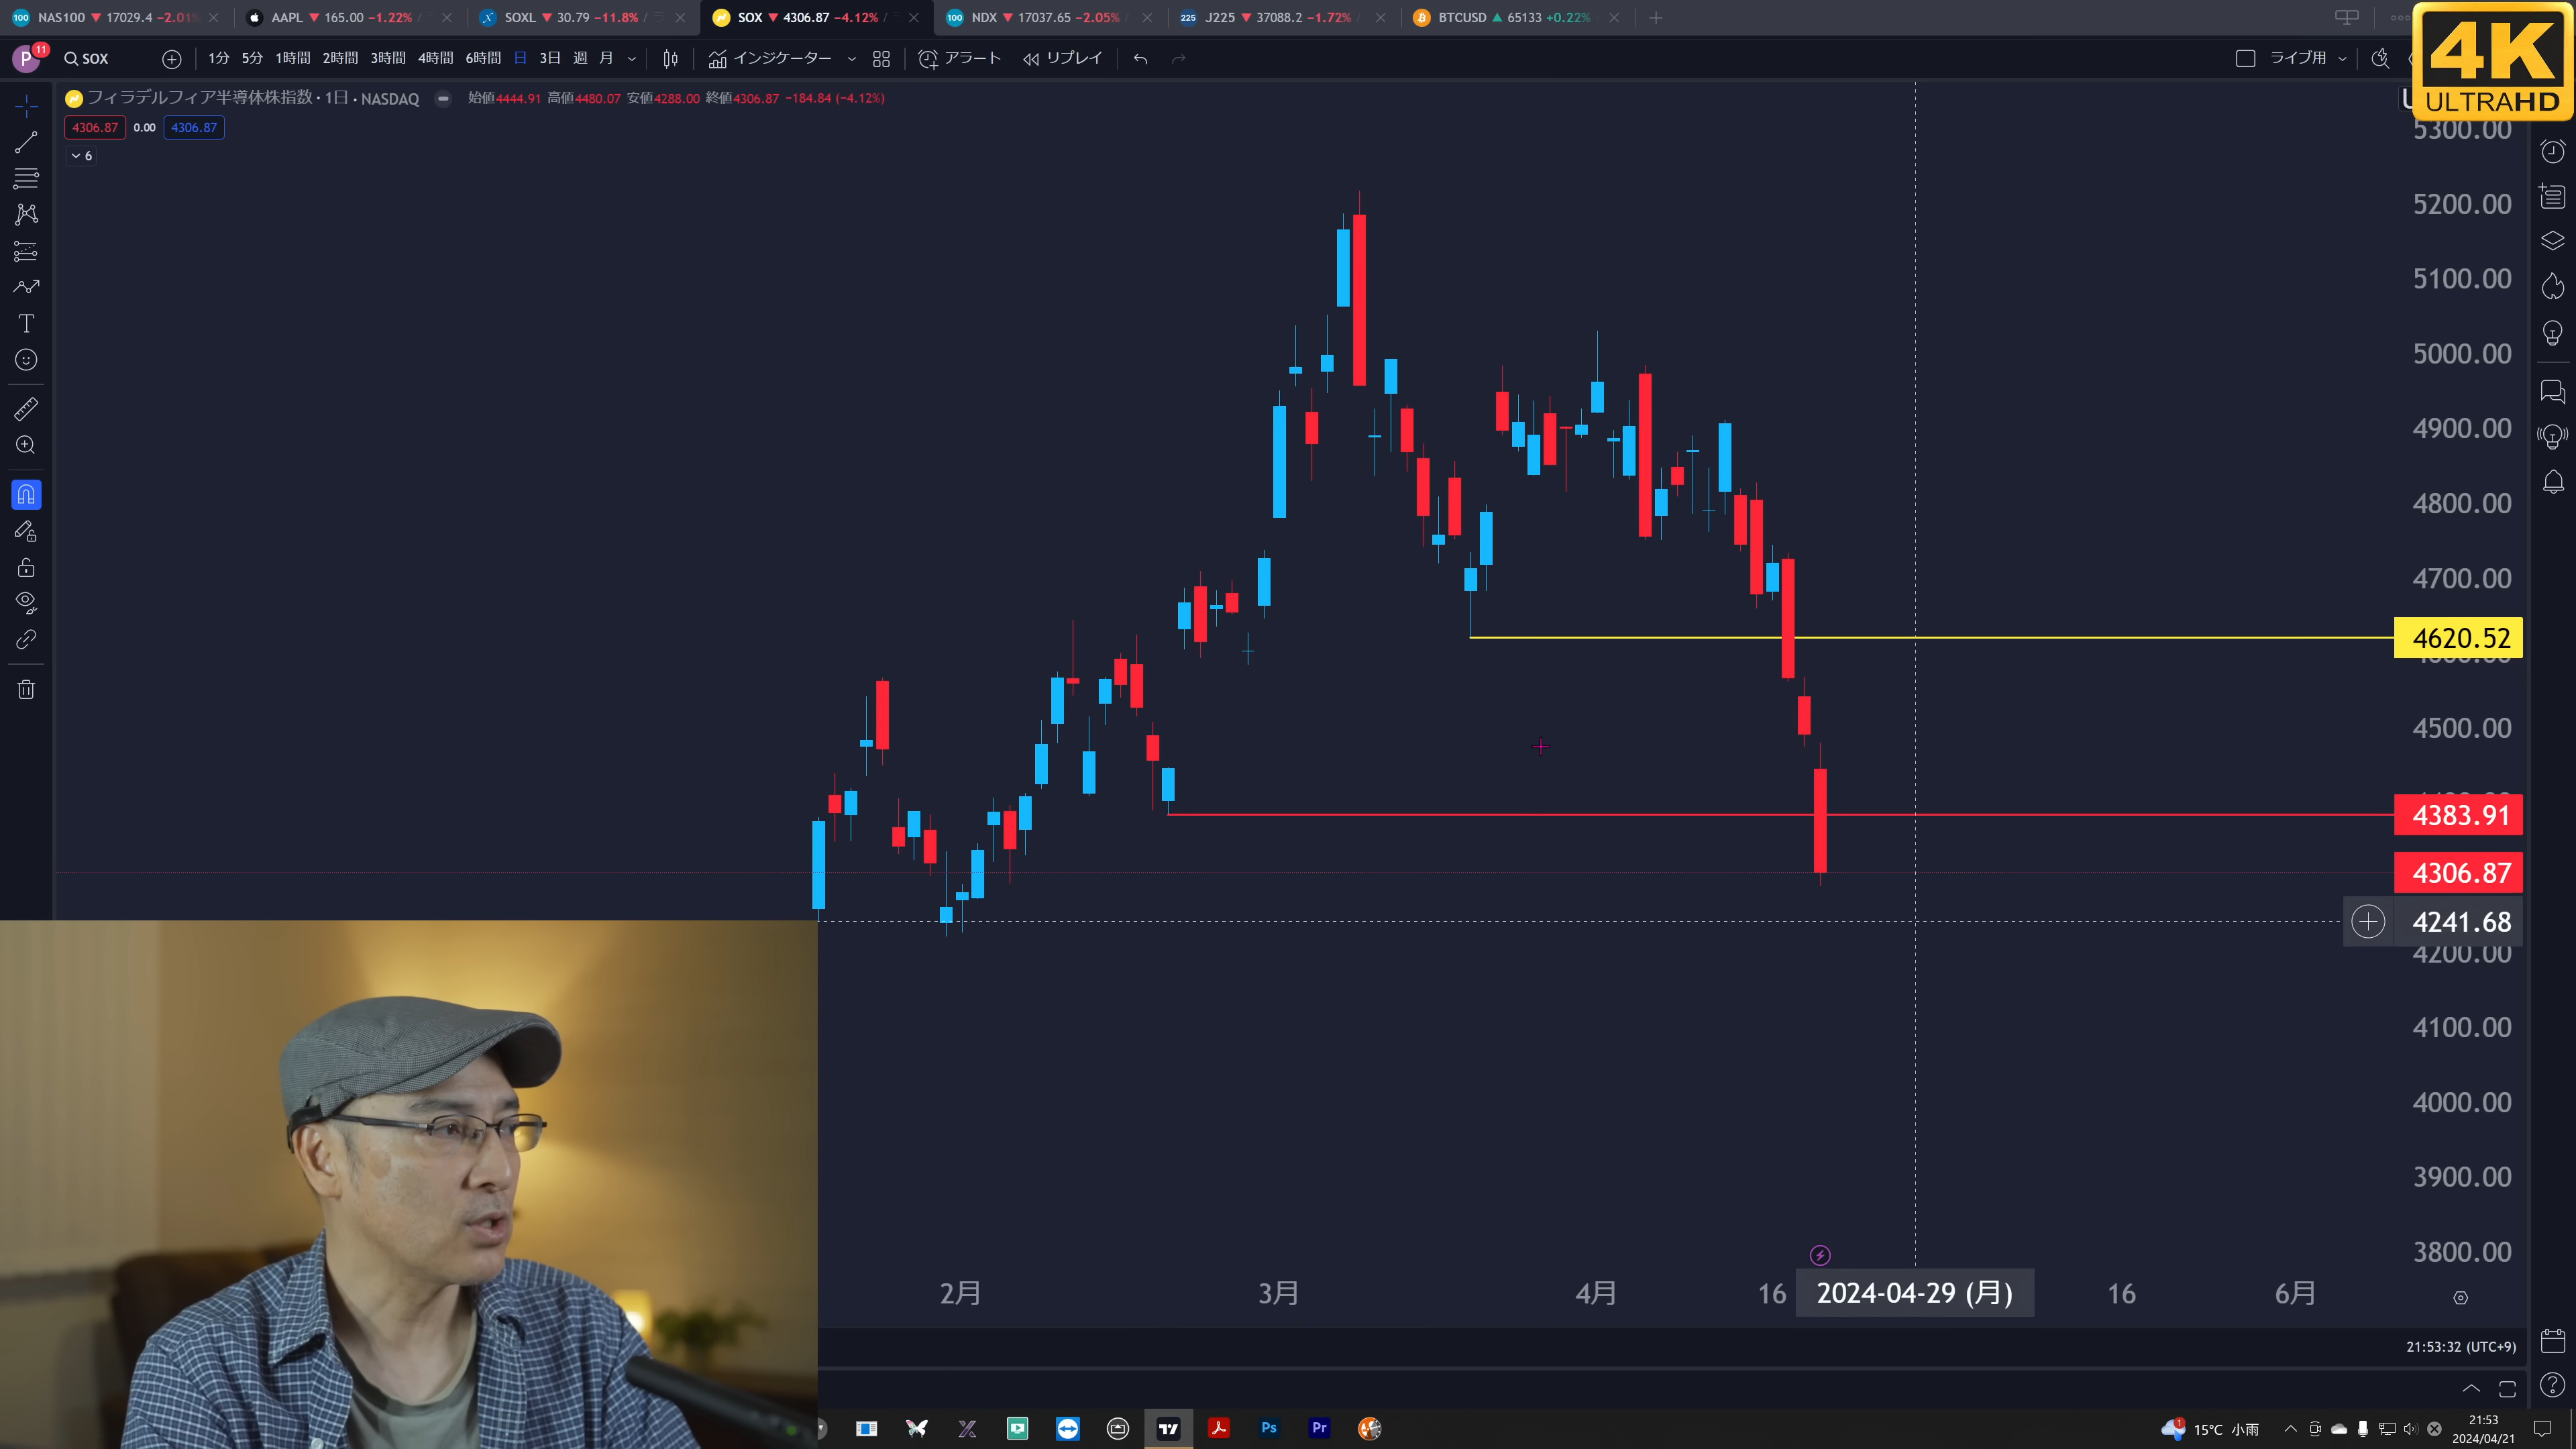 NAS100 ▼ 17029.4 −2.01%
AAPL ▼ 165.00 −1.22% /
SOXL ▼ 30.79 −11.8% /
SOX ▼ 4306.87 −4.12% /
NDX ▼ 17037.65 −2.05%
J225 ▼ 37088.2 −1.72% /
BTCUSD ▲ 65133 +0.22%
4K
ULTRAHD
P
11
SOX
1分 5分 1時間 2時間 3時間 4時間 6時間 日 3日 週 月
インジケーター
アラート
リプレイ
ライブ用
フィラデルフィア半導体株指数・1日・NASDAQ
始値4444.91 高値4480.07 安値4288.00 終値4306.87 −184.84 (−4.12%)
4306.87 0.00 4306.87
6
5300.00
5200.00
5100.00
5000.00
4900.00
4800.00
4700.00
4620.52
4500.00
4383.91
4306.87
4241.68
4200.00
4100.00
4000.00
3900.00
3800.00
2月 3月 4月 16 2024-04-29 (月) 16 6月
21:53:32 (UTC+9)
Ps
Pr
1
15°C 小雨
21:53
2024/04/21